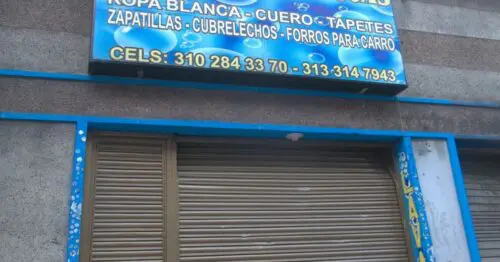 ROPA BLANCA - CUERO - TAPETES
ZAPATILLAS - CUBRELECHOS - FORROS PARA CARRO
CELS: 310 284 33 70 - 313 314 7943